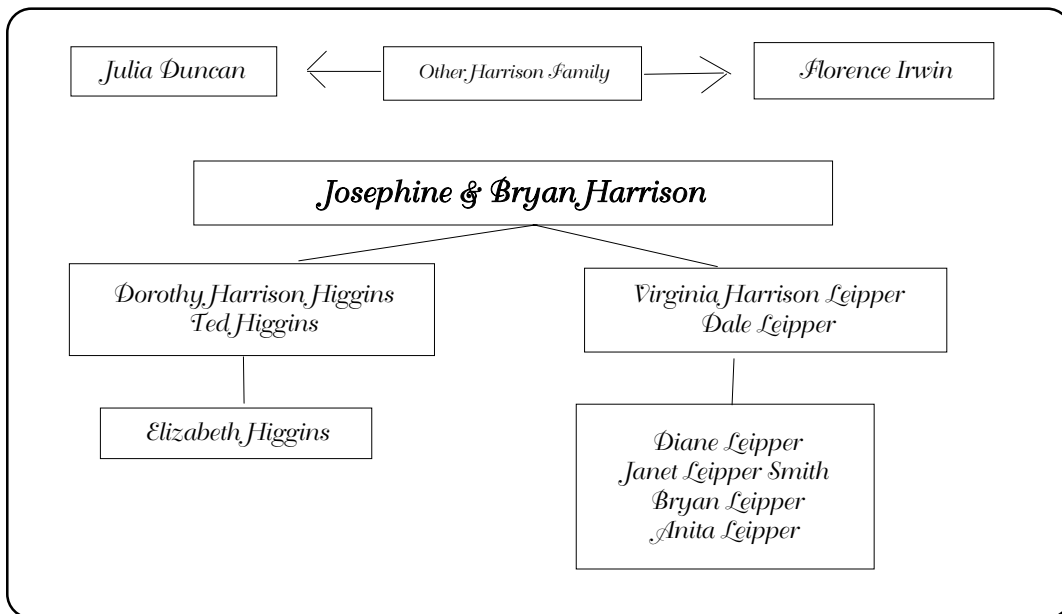 Julia Duncan
Other Harrison Family
Florence Irwin
Josephine & Bryan Harrison
Dorothy Harrison Higgins
Ted Higgins
Virginia Harrison Leipper
Dale Leipper
Elizabeth Higgins
Diane Leipper
Janet Leipper Smith
Bryan Leipper
Anita Leipper